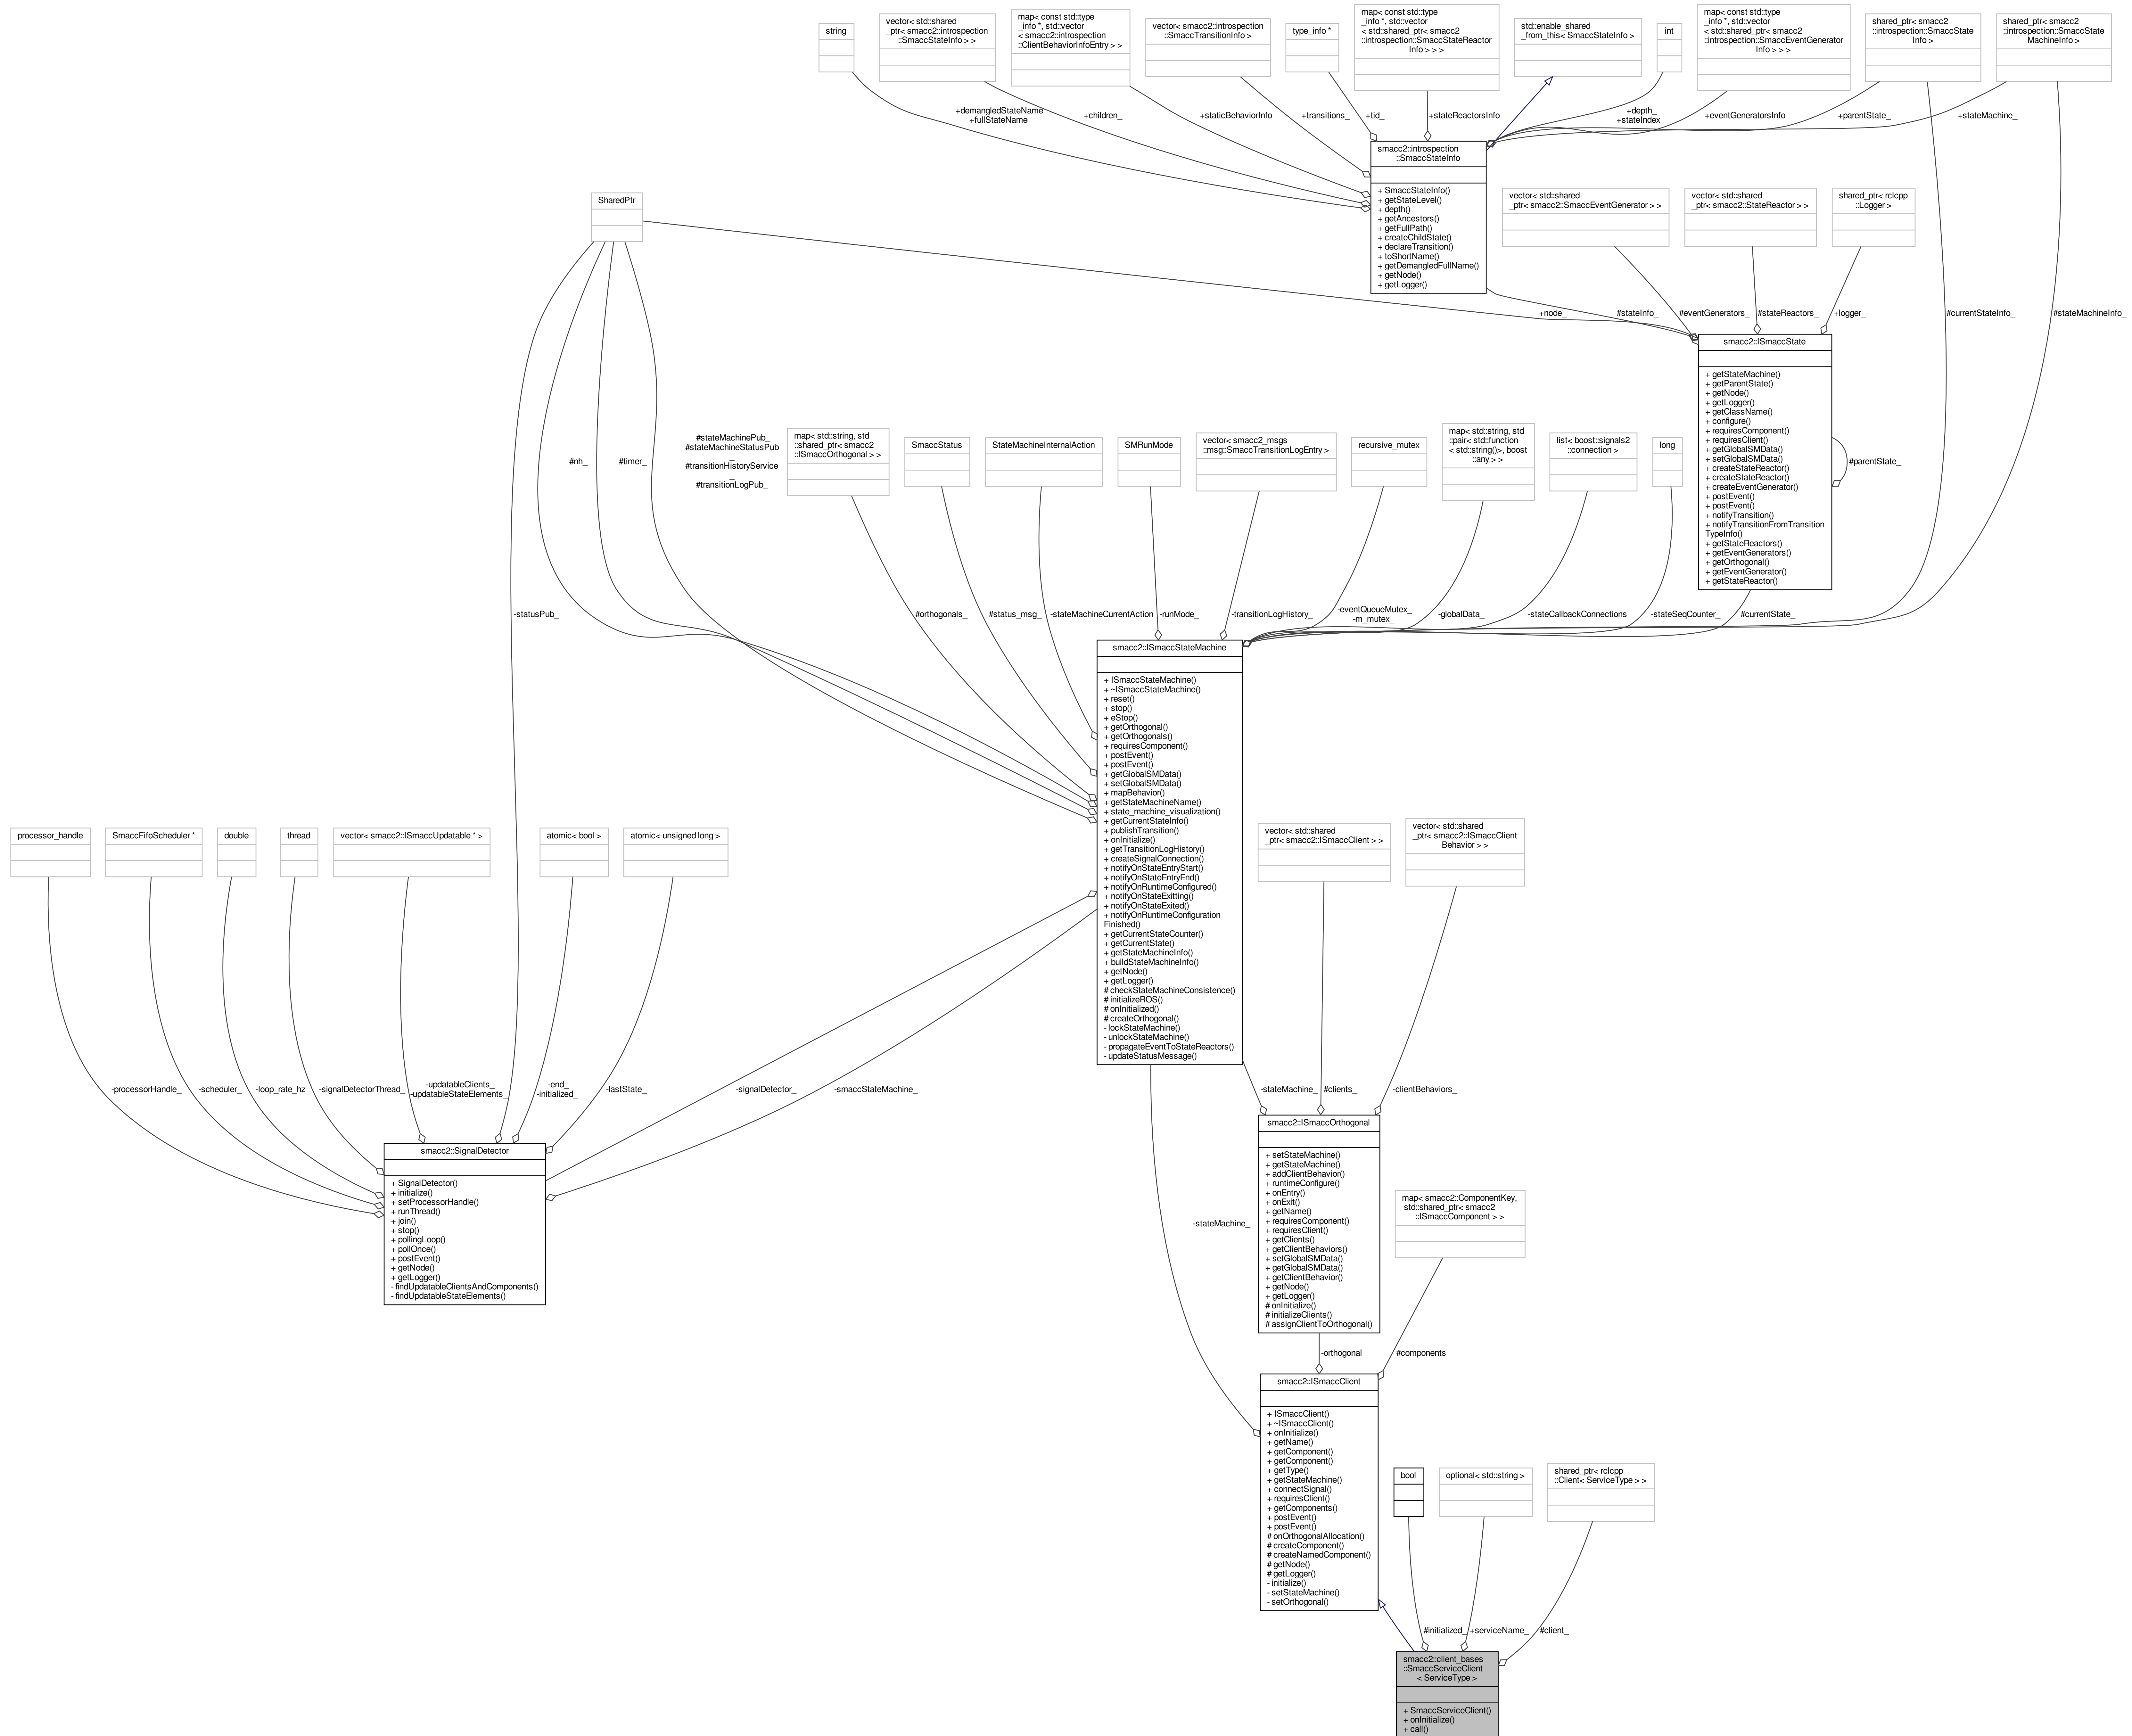 string
vector< std::shared
_ptr< smacc2::introspection
::SmaccStateInfo > >
map< const std::type
_info *, std::vector
< smacc2::introspection
::ClientBehaviorInfoEntry > >
vector< smacc2::introspection
::SmaccTransitionInfo >
type_info *
map< const std::type
_info *, std::vector
< std::shared_ptr< smacc2
::introspection::SmaccStateReactor
Info > > >
std::enable_shared
_from_this< SmaccStateInfo >
int
map< const std::type
_info *, std::vector
< std::shared_ptr< smacc2
::introspection::SmaccEventGenerator
Info > > >
shared_ptr< smacc2
::introspection::SmaccState
Info >
shared_ptr< smacc2
::introspection::SmaccState
MachineInfo >
+demangledStateName
+fullStateName
+children_
+staticBehaviorInfo
+transitions_
+tid_
+stateReactorsInfo
+depth_
+stateIndex_
+eventGeneratorsInfo
+parentState_
+stateMachine_
smacc2::introspection
::SmaccStateInfo
+ SmaccStateInfo()
+ getStateLevel()
+ depth()
+ getAncestors()
+ getFullPath()
+ createChildState()
+ declareTransition()
+ toShortName()
+ getDemangledFullName()
+ getNode()
+ getLogger()
SharedPtr
vector< std::shared
_ptr< smacc2::SmaccEventGenerator > >
vector< std::shared
_ptr< smacc2::StateReactor > >
shared_ptr< rclcpp
::Logger >
+node_
#stateInfo_
#eventGenerators_
#stateReactors_
+logger_
#currentStateInfo_
#stateMachineInfo_
smacc2::ISmaccState
+ getStateMachine()
+ getParentState()
+ getNode()
+ getLogger()
+ getClassName()
+ configure()
+ requiresComponent()
+ requiresClient()
+ getGlobalSMData()
+ setGlobalSMData()
+ createStateReactor()
+ createStateReactor()
+ createEventGenerator()
+ postEvent()
+ postEvent()
+ notifyTransition()
+ notifyTransitionFromTransition
TypeInfo()
+ getStateReactors()
+ getEventGenerators()
+ getOrthogonal()
+ getEventGenerator()
+ getStateReactor()
#parentState_
#nh_
#timer_
#stateMachinePub_
#stateMachineStatusPub
_
#transitionHistoryService
_
#transitionLogPub_
map< std::string, std
::shared_ptr< smacc2
::ISmaccOrthogonal > >
SmaccStatus
StateMachineInternalAction
SMRunMode
vector< smacc2_msgs
::msg::SmaccTransitionLogEntry >
recursive_mutex
map< std::string, std
::pair< std::function
< std::string()>, boost
::any > >
list< boost::signals2
::connection >
long
-statusPub_
#orthogonals_
#status_msg_
-stateMachineCurrentAction
-runMode_
-transitionLogHistory_
-eventQueueMutex_
-m_mutex_
-globalData_
-stateCallbackConnections
-stateSeqCounter_
#currentState_
smacc2::ISmaccStateMachine
+ ISmaccStateMachine()
+ ~ISmaccStateMachine()
+ reset()
+ stop()
+ eStop()
+ getOrthogonal()
+ getOrthogonals()
+ requiresComponent()
+ postEvent()
+ postEvent()
+ getGlobalSMData()
+ setGlobalSMData()
+ mapBehavior()
+ getStateMachineName()
+ state_machine_visualization()
+ getCurrentStateInfo()
+ publishTransition()
+ onInitialize()
+ getTransitionLogHistory()
+ createSignalConnection()
+ notifyOnStateEntryStart()
+ notifyOnStateEntryEnd()
+ notifyOnRuntimeConfigured()
+ notifyOnStateExitting()
+ notifyOnStateExited()
+ notifyOnRuntimeConfiguration
Finished()
+ getCurrentStateCounter()
+ getCurrentState()
+ getStateMachineInfo()
+ buildStateMachineInfo()
+ getNode()
+ getLogger()
# checkStateMachineConsistence()
# initializeROS()
# onInitialized()
# createOrthogonal()
- lockStateMachine()
- unlockStateMachine()
- propagateEventToStateReactors()
- updateStatusMessage()
processor_handle
SmaccFifoScheduler *
double
thread
vector< smacc2::ISmaccUpdatable * >
atomic< bool >
atomic< unsigned long >
vector< std::shared
_ptr< smacc2::ISmaccClient > >
vector< std::shared
_ptr< smacc2::ISmaccClient
Behavior > >
-processorHandle_
-scheduler_
-loop_rate_hz
-signalDetectorThread_
-updatableClients_
-updatableStateElements_
-end_
-initialized_
-lastState_
-signalDetector_
-smaccStateMachine_
-stateMachine_
#clients_
-clientBehaviors_
smacc2::SignalDetector
+ SignalDetector()
+ initialize()
+ setProcessorHandle()
+ runThread()
+ join()
+ stop()
+ pollingLoop()
+ pollOnce()
+ postEvent()
+ getNode()
+ getLogger()
- findUpdatableClientsAndComponents()
- findUpdatableStateElements()
smacc2::ISmaccOrthogonal
+ setStateMachine()
+ getStateMachine()
+ addClientBehavior()
+ runtimeConfigure()
+ onEntry()
+ onExit()
+ getName()
+ requiresComponent()
+ requiresClient()
+ getClients()
+ getClientBehaviors()
+ setGlobalSMData()
+ getGlobalSMData()
+ getClientBehavior()
+ getNode()
+ getLogger()
# onInitialize()
# initializeClients()
# assignClientToOrthogonal()
map< smacc2::ComponentKey,
std::shared_ptr< smacc2
::ISmaccComponent > >
-stateMachine_
-orthogonal_
#components_
smacc2::ISmaccClient
+ ISmaccClient()
+ ~ISmaccClient()
+ onInitialize()
+ getName()
+ getComponent()
+ getComponent()
+ getType()
+ getStateMachine()
+ connectSignal()
+ requiresClient()
+ getComponents()
+ postEvent()
+ postEvent()
# onOrthogonalAllocation()
# createComponent()
# createNamedComponent()
# getNode()
# getLogger()
- initialize()
- setStateMachine()
- setOrthogonal()
bool
optional< std::string >
shared_ptr< rclcpp
::Client< ServiceType > >
#initialized_
+serviceName_
#client_
smacc2::client_bases
::SmaccServiceClient
< ServiceType >
+ SmaccServiceClient()
+ onInitialize()
+ call()